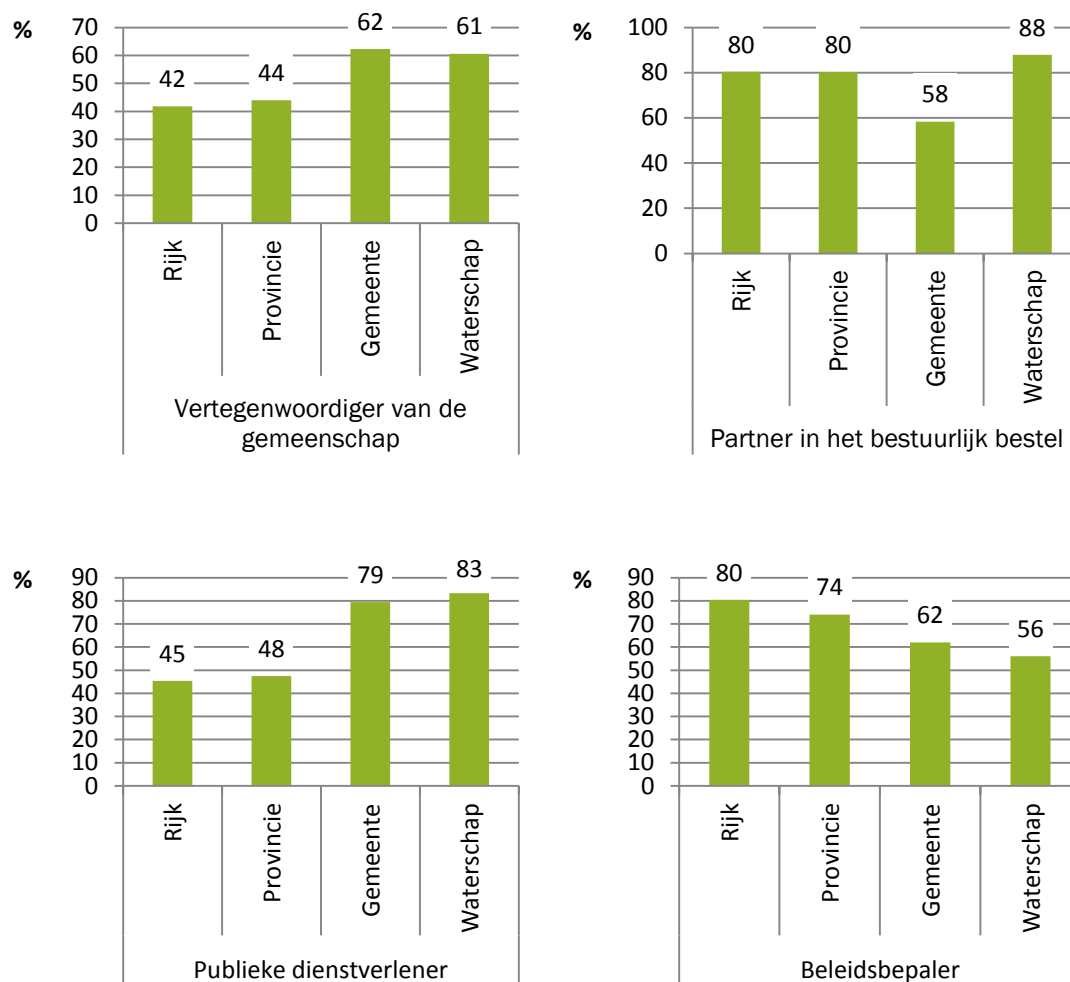 %
70
60
50
40
30
20
10
0
42
44
62
61
Rijk
Provincie
Gemeente
Waterschap
Vertegenwoordiger van de
gemeenschap
%
100
80
60
40
20
0
80
80
58
88
Rijk
Provincie
Gemeente
Waterschap
Partner in het bestuurlijk bestel
%
90
80
70
60
50
40
30
20
10
0
45
48
79
83
Rijk
Provincie
Gemeente
Waterschap
Publieke dienstverlener
%
90
80
70
60
50
40
30
20
10
0
80
74
62
56
Rijk
Provincie
Gemeente
Waterschap
Beleidsbepaler